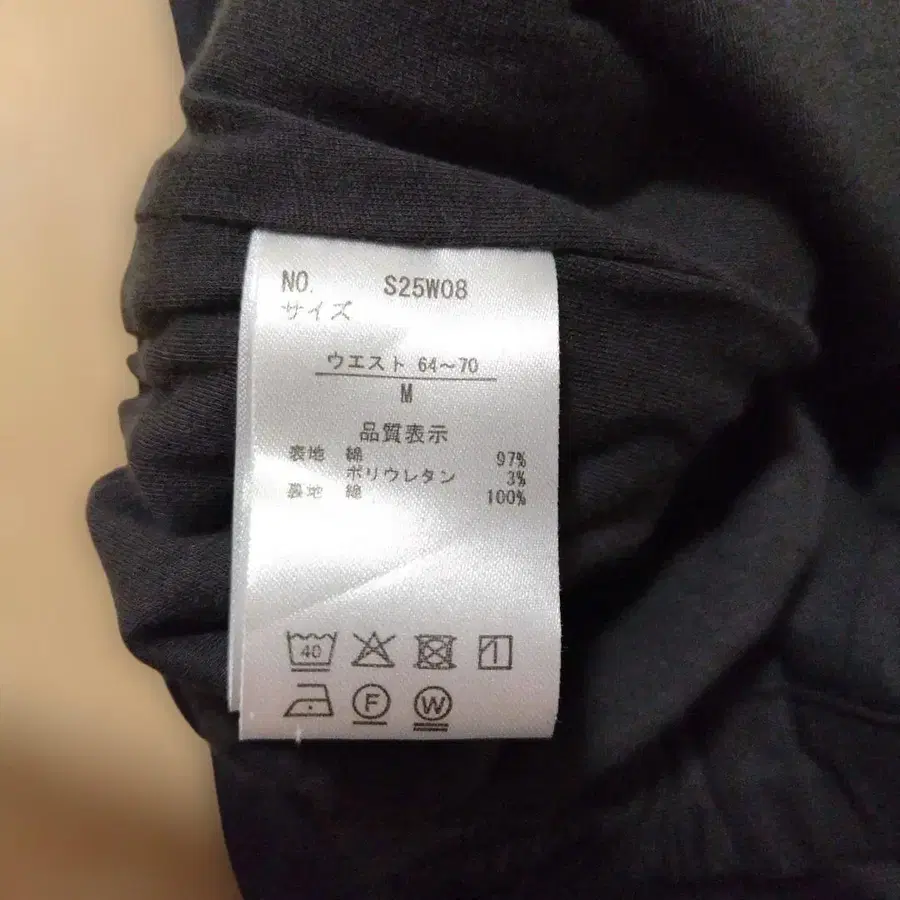 NO. S25W08
サイズ
ウエスト 64～70
M
品質表示
表地 綿 97%
ポリウレタン 3%
裏地 綿 100%
40
F
W